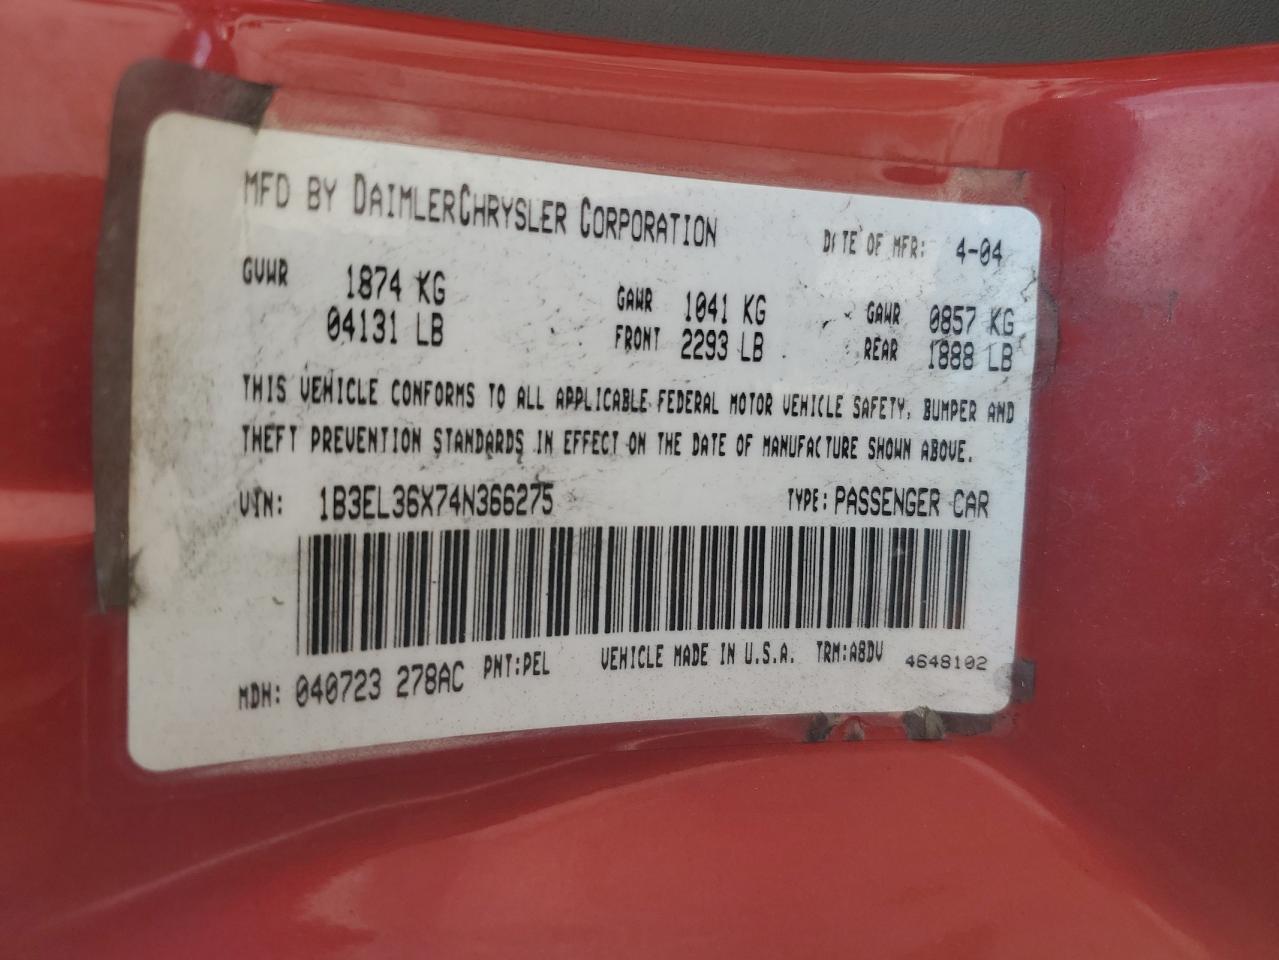 MFD BY DAIMLERCHRYSLER CORPORATION DATE OF MFR: 4-04
GVWR 1874 KG GAWR 1041 KG GAWR 0857 KG
04131 LB FRONT 2293 LB REAR 1888 LB
THIS VEHICLE CONFORMS TO ALL APPLICABLE FEDERAL MOTOR VEHICLE SAFETY, BUMPER AND
THEFT PREVENTION STANDARDS IN EFFECT ON THE DATE OF MANUFACTURE SHOWN ABOVE.
VIN: 1B3EL36X74N366275 TYPE: PASSENGER CAR
MDH: 040723 278AC PNT:PEL VEHICLE MADE IN U.S.A. TRM:A8DV 4648102